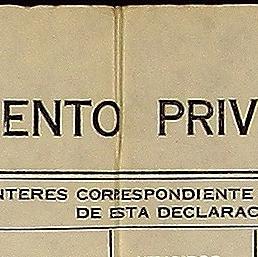 ENTO PRIV
NTERES CORRESPONDIENTE
DE ESTA DECLARAC